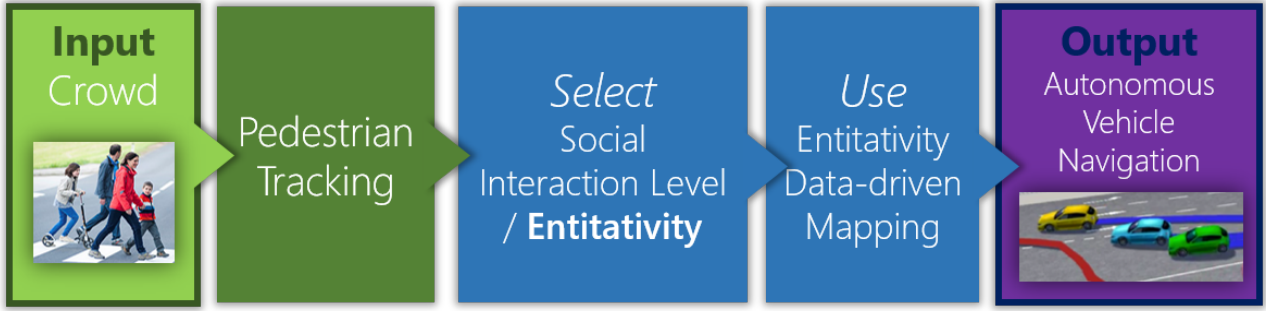 Input
Crowd
Pedestrian
Tracking
Select
Social
Interaction Level
/ Entitativity
Use
Entitativity
Data-driven
Mapping
Output
Autonomous
Vehicle
Navigation